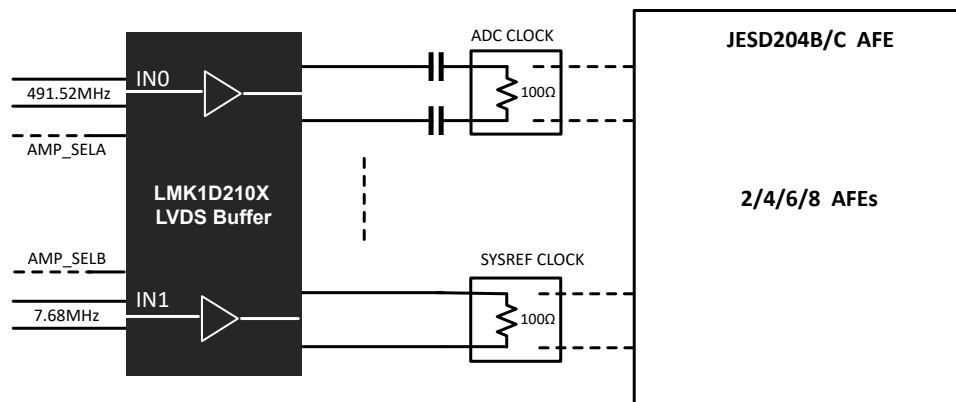 ADC CLOCK
JESD204B/C AFE
IN0
491.52MHz
100Ω
AMP_SELA
LMK1D210X
LVDS Buffer
2/4/6/8 AFEs
AMP_SELB
SYSREF CLOCK
IN1
7.68MHz
100Ω